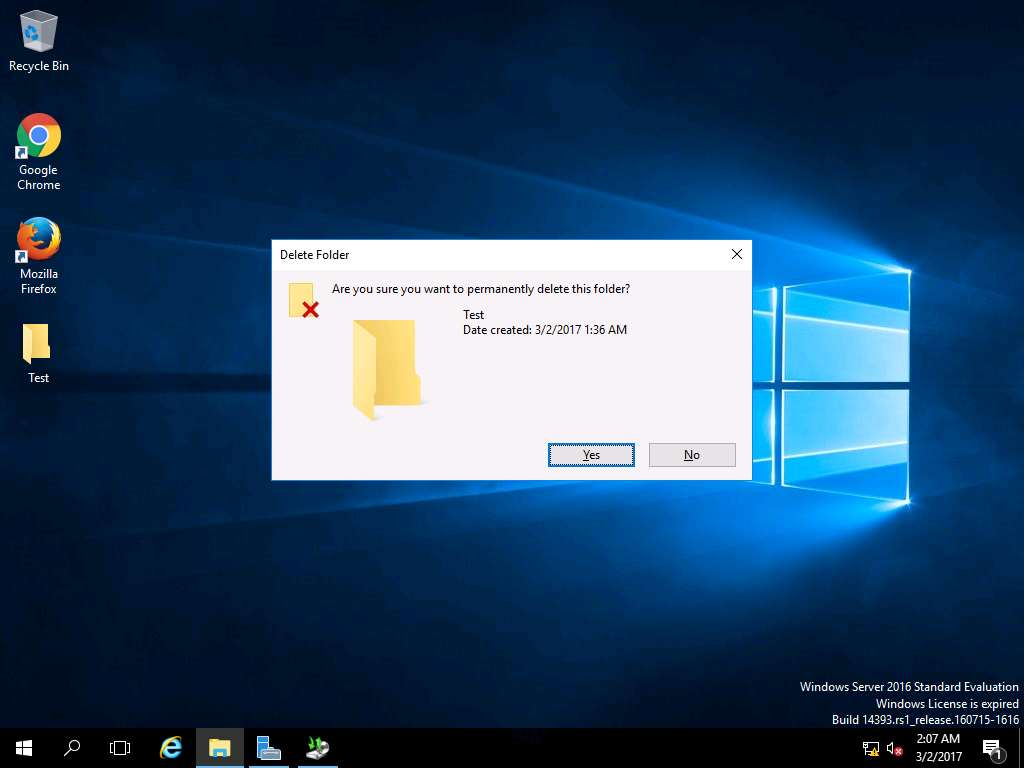 Recycle Bin
Google
Chrome
Mozilla
Firefox
Test
Delete Folder
Are you sure you want to permanently delete this folder?
Test
Date created: 3/2/2017 1:36 AM
Yes
No
Windows Server 2016 Standard Evaluation
Windows License is expired
Build 14393.rs1_release.160715-1616
2:07 AM
3/2/2017
1